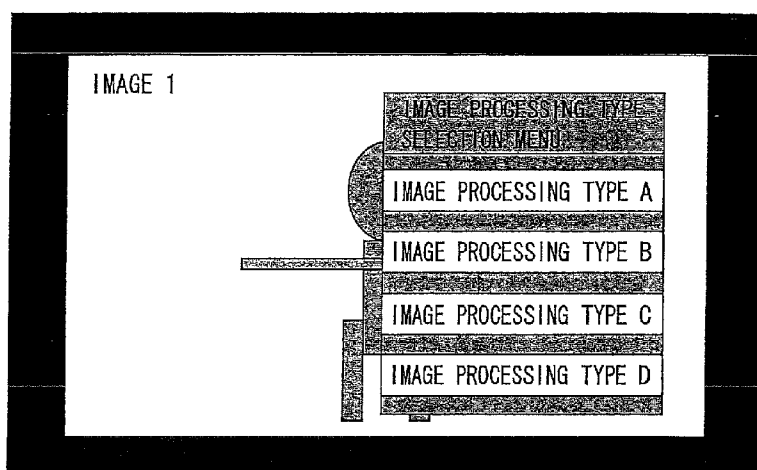 IMAGE 1
IMAGE PROCESSING TYPE
SELECTION MENU
IMAGE PROCESSING TYPE A
IMAGE PROCESSING TYPE B
IMAGE PROCESSING TYPE C
IMAGE PROCESSING TYPE D